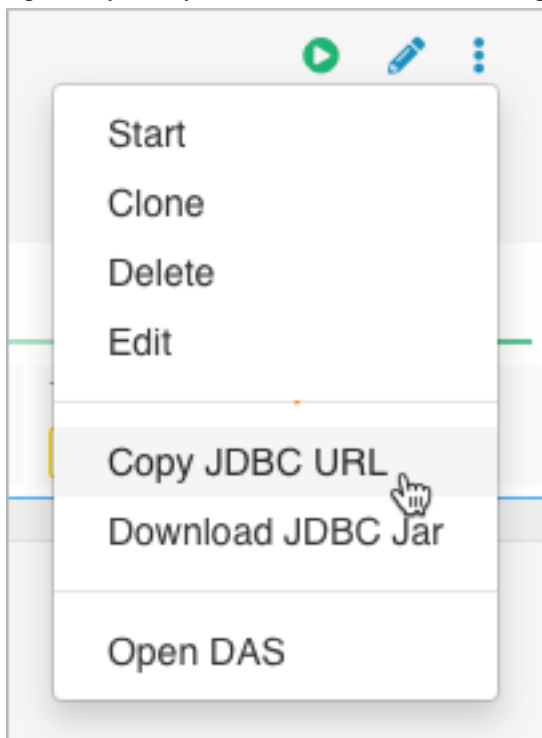 Start
Clone
Delete
Edit
Copy JDBC URL
Download JDBC Jar
Open DAS